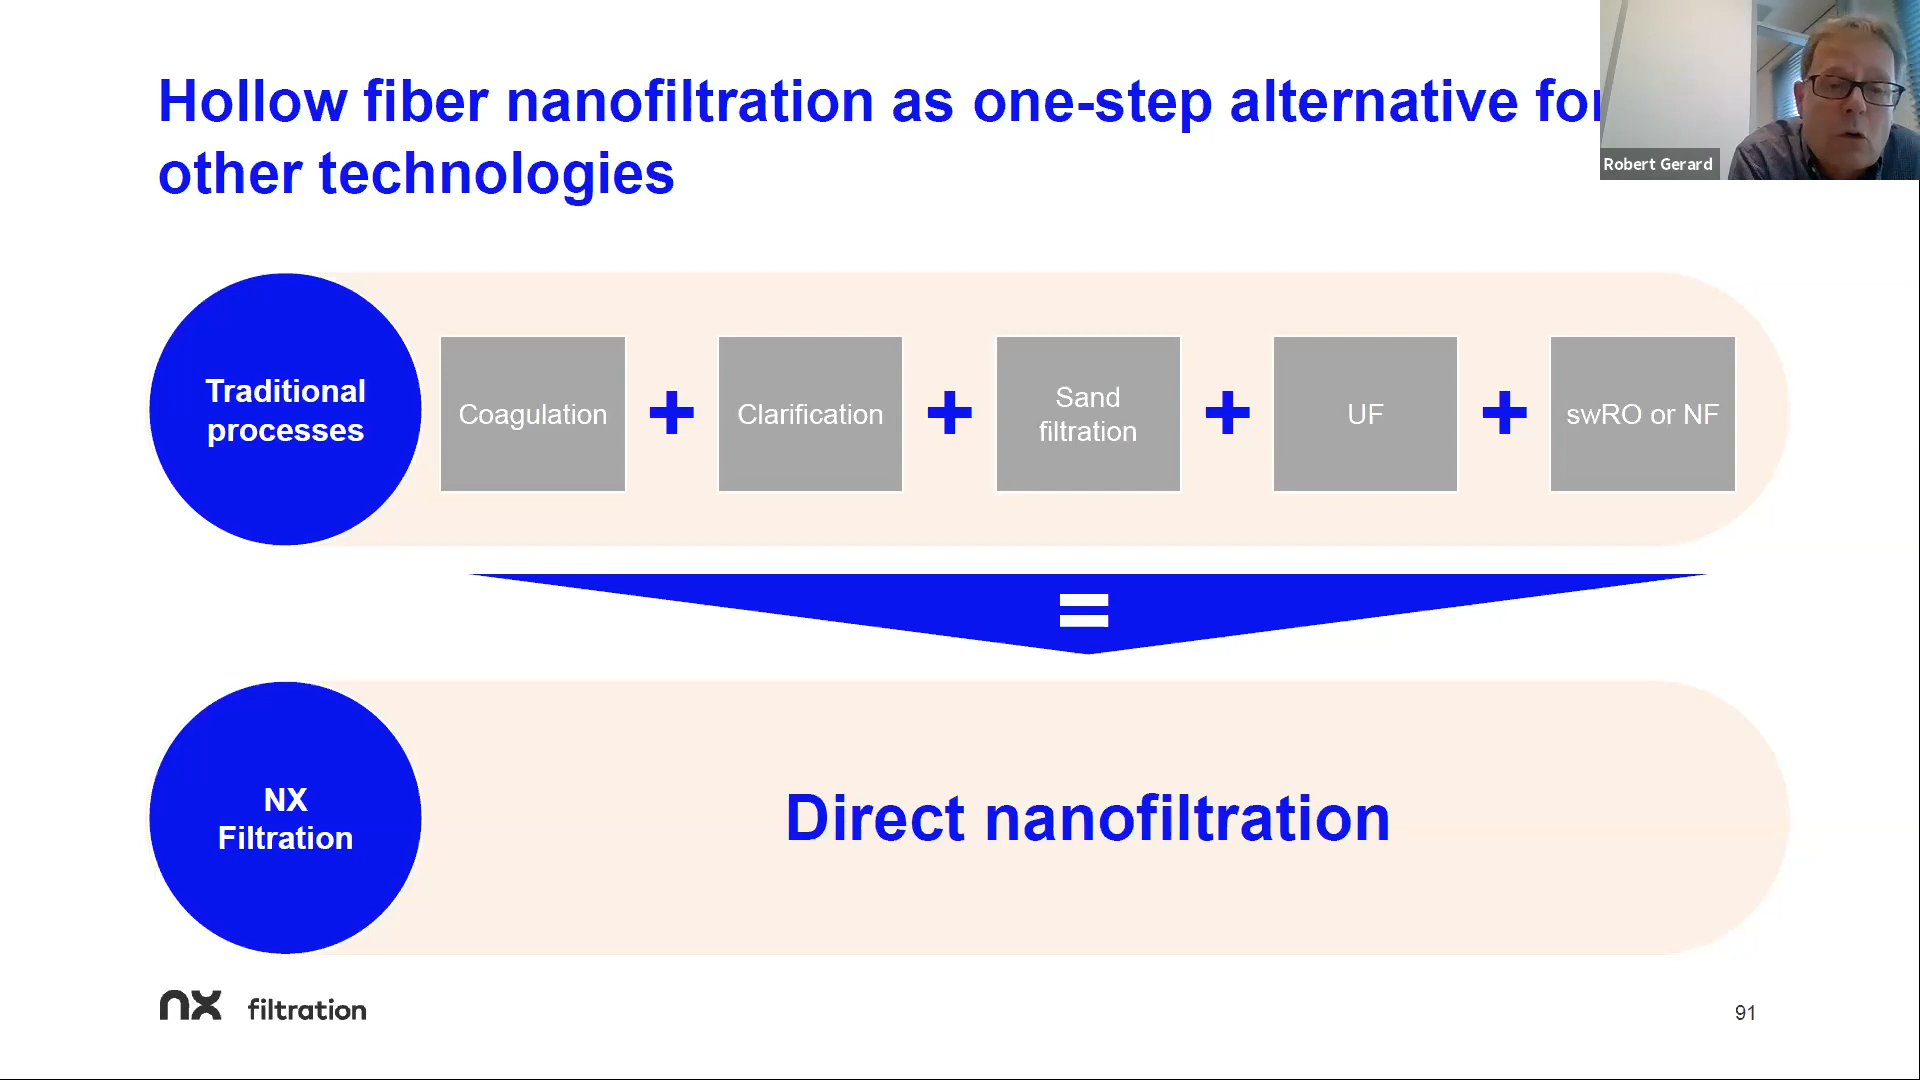 Hollow fiber nanofiltration as one-step alternative for
other technologies
Robert Gerard
Traditional
processes
Coagulation
+
Clarification
+
Sand
filtration
+
UF
+
swRO or NF
=
NX
Filtration
Direct nanofiltration
nx filtration
91